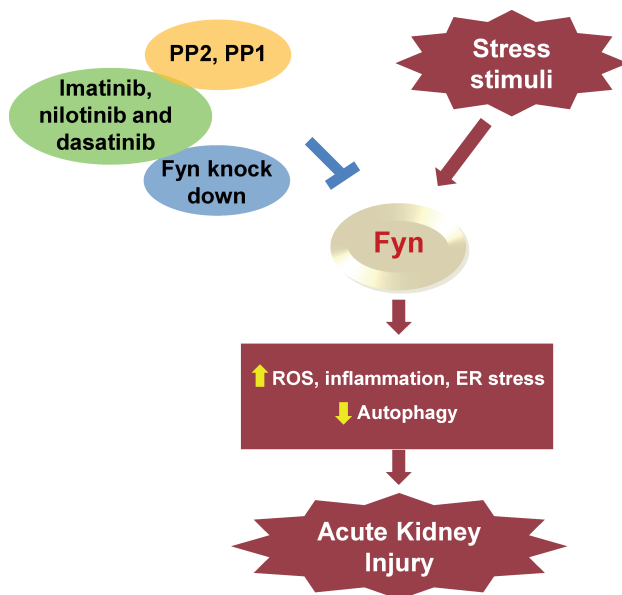 PP2, PP1
Imatinib,
nilotinib and
dasatinib
Fyn knock
down
Stress
stimuli
Fyn
ROS, inflammation, ER stress
Autophagy
Acute Kidney
Injury